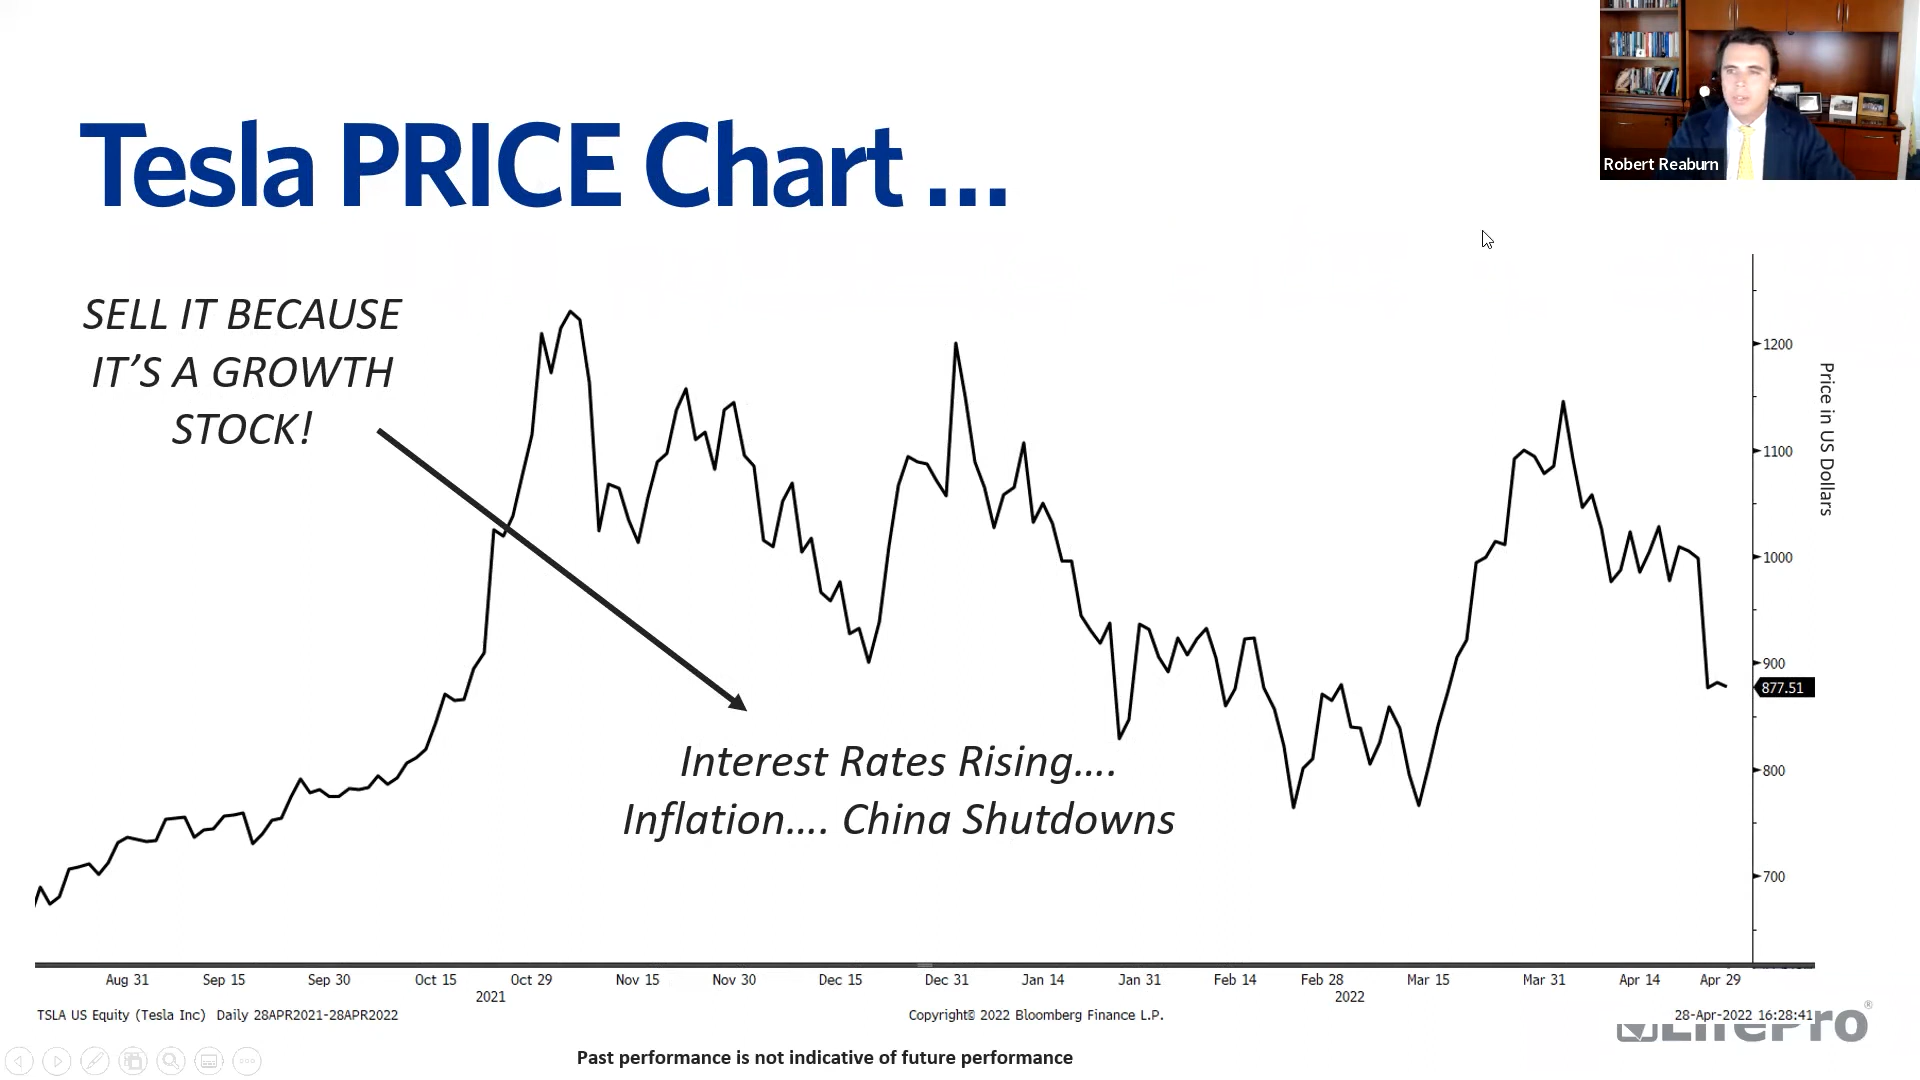 Robert Reaburn
Tesla PRICE Chart ...
SELL IT BECAUSE
IT’S A GROWTH
STOCK!
Interest Rates Rising....
Inflation.... China Shutdowns
1200
1100
1000
900
877.51
800
700
Price in US Dollars
Aug 31 Sep 15 Sep 30 Oct 15 Oct 29 Nov 15 Nov 30 Dec 15 Dec 31 Jan 14 Jan 31 Feb 14 Feb 28 Mar 15 Mar 31 Apr 14 Apr 29
2021 2022
TSLA US Equity (Tesla Inc) Daily 28APR2021-28APR2022 Copyright© 2022 Bloomberg Finance L.P. 28-Apr-2022 16:28:41
LifePro®
Past performance is not indicative of future performance